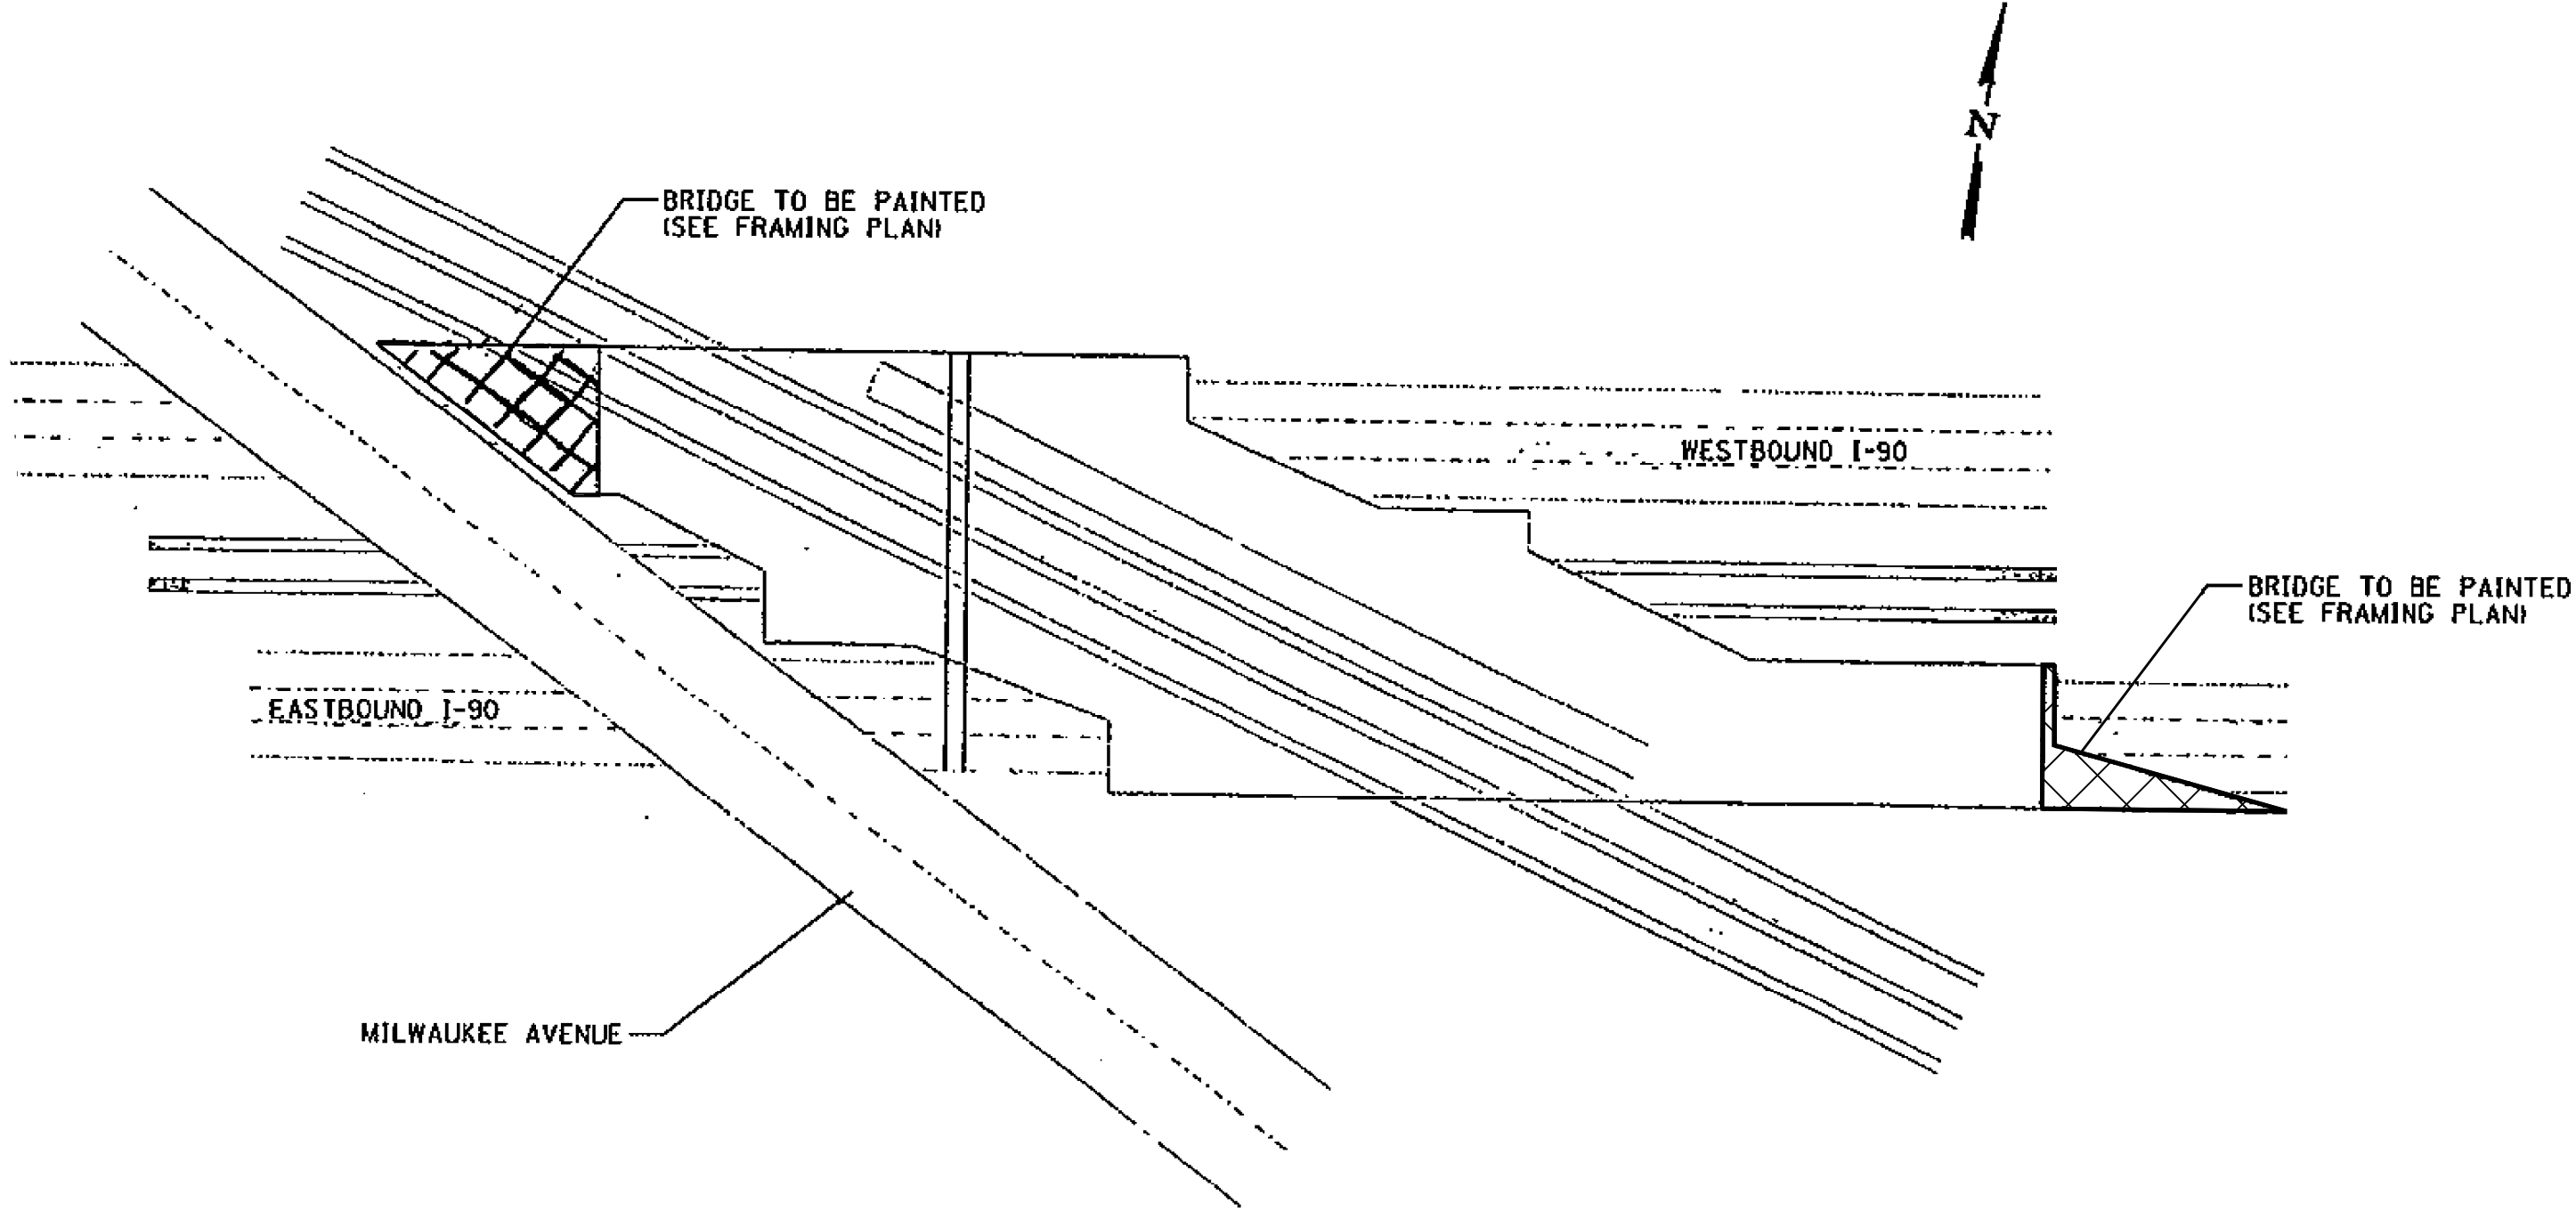 N
BRIDGE TO BE PAINTED
(SEE FRAMING PLAN)
WESTBOUND I-90
BRIDGE TO BE PAINTED
(SEE FRAMING PLAN)
EASTBOUND I-90
MILWAUKEE AVENUE